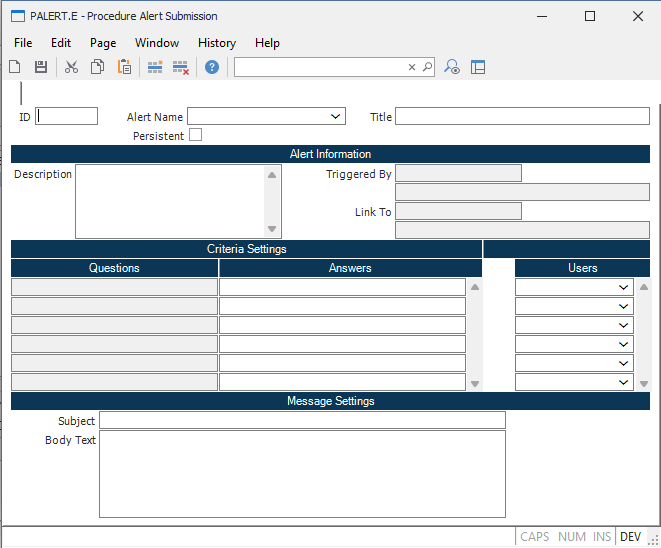 PALERT.E - Procedure Alert Submission
File Edit Page Window History Help
ID Alert Name Title
Persistent
Alert Information
Description Triggered By
Link To
Criteria Settings
Questions Answers Users
Message Settings
Subject
Body Text
CAPS NUM INS DEV